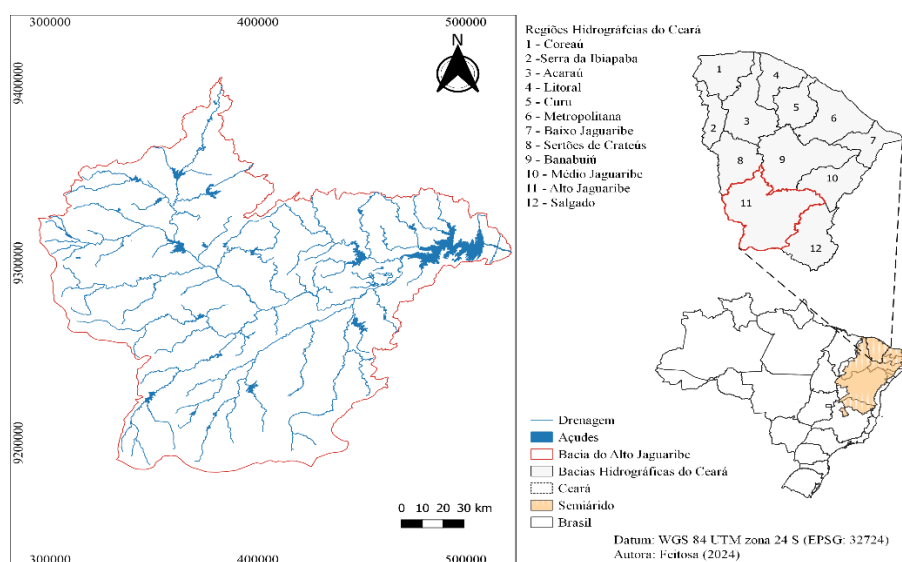 300000 400000 500000
N
9400000
9300000
9200000
0 10 20 30 km
300000 400000 500000
Regiões Hidrográfcias do Ceará
1 - Coreaú
2 -Serra da Ibiapaba
3 - Acaraú
4 - Litoral
5 - Curu
6 - Metropolitana
7 - Baixo Jaguaribe
8 - Sertões de Crateús
9 - Banabuiú
10 - Médio Jaguaribe
11 - Alto Jaguaribe
12 - Salgado
1
4
5
2
3
6
7
8
9
10
11
12
Drenagem
Açudes
Bacia do Alto Jaguaribe
Bacias Hidrográficas do Ceará
Ceará
Semiárido
Brasil
Datum: WGS 84 UTM zona 24 S (EPSG: 32724)
Autora: Feitosa (2024)